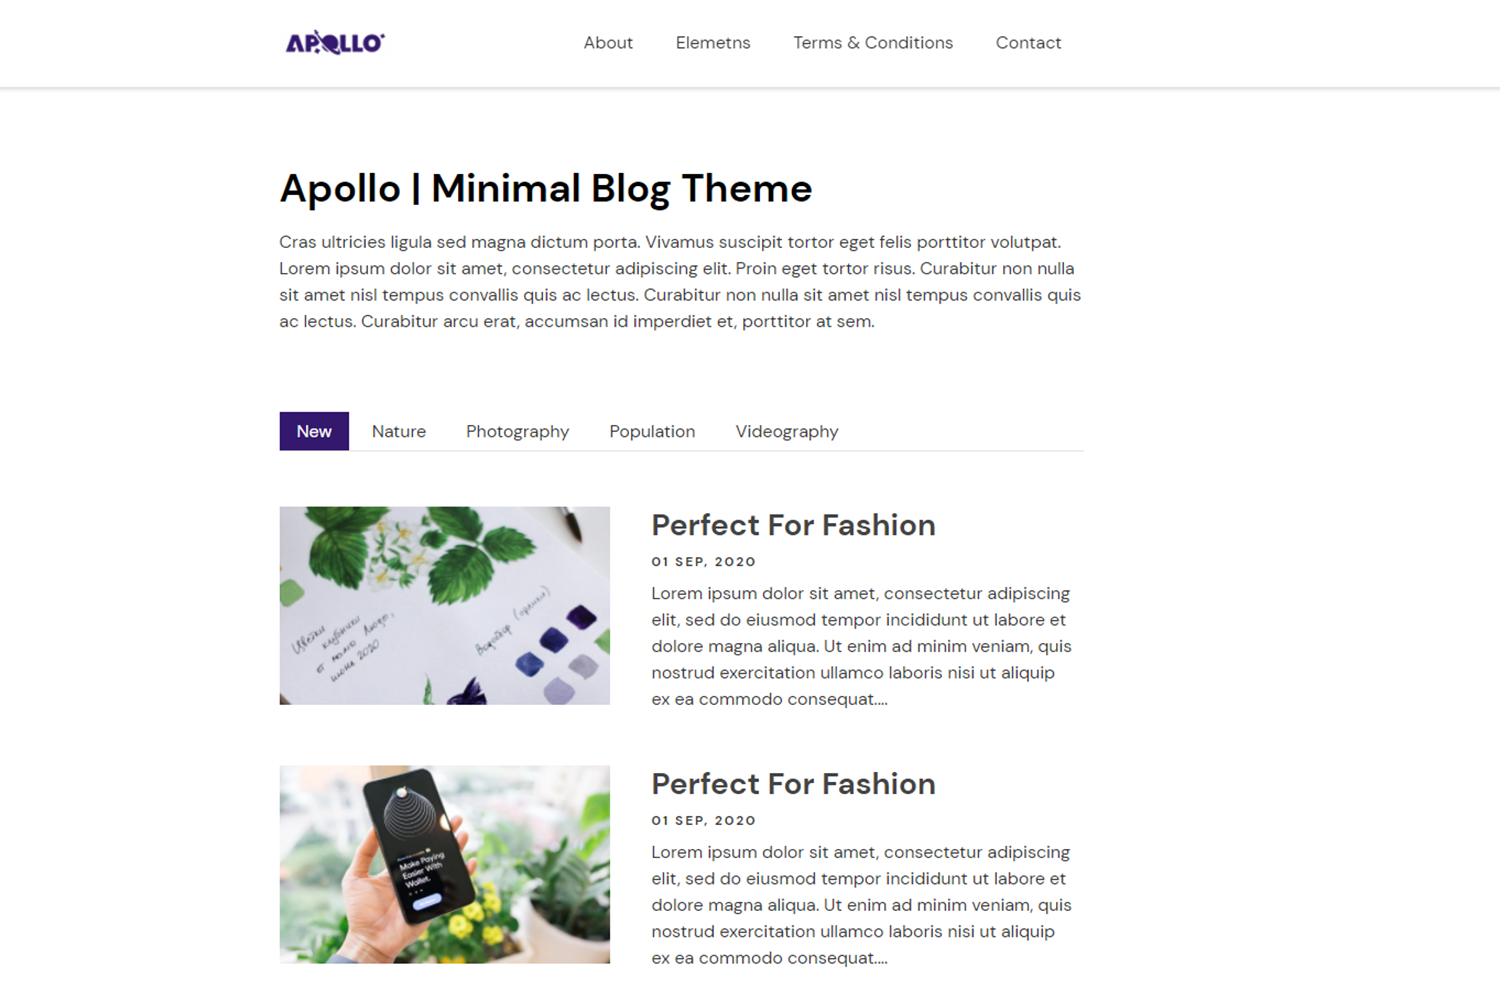 APOLLO
About Elemetns Terms & Conditions Contact
Apollo | Minimal Blog Theme
Cras ultricies ligula sed magna dictum porta. Vivamus suscipit tortor eget felis porttitor volutpat.
Lorem ipsum dolor sit amet, consectetur adipiscing elit. Proin eget tortor risus. Curabitur non nulla
sit amet nisl tempus convallis quis ac lectus. Curabitur non nulla sit amet nisl tempus convallis quis
ac lectus. Curabitur arcu erat, accumsan id imperdiet et, porttitor at sem.
New Nature Photography Population Videography
Цветки
клубники
2020
Perfect For Fashion
01 SEP, 2020
Lorem ipsum dolor sit amet, consectetur adipiscing
elit, sed do eiusmod tempor incididunt ut labore et
dolore magna aliqua. Ut enim ad minim veniam, quis
nostrud exercitation ullamco laboris nisi ut aliquip
ex ea commodo consequat....
Make Paying
Easier With
Wallet.
Perfect For Fashion
01 SEP, 2020
Lorem ipsum dolor sit amet, consectetur adipiscing
elit, sed do eiusmod tempor incididunt ut labore et
dolore magna aliqua. Ut enim ad minim veniam, quis
nostrud exercitation ullamco laboris nisi ut aliquip
ex ea commodo consequat....